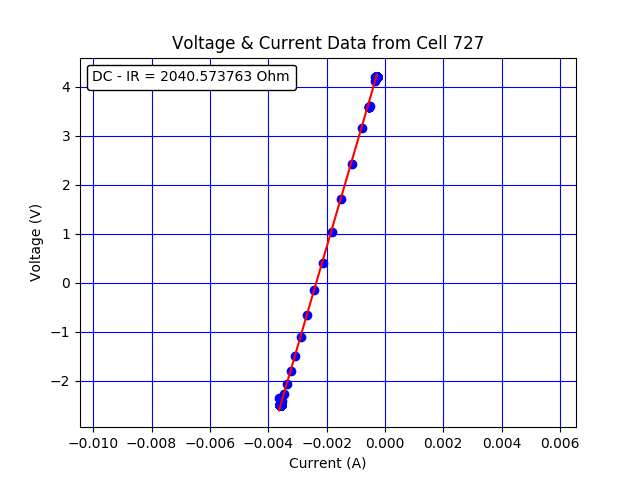 Voltage & Current Data from Cell 727
DC - IR = 2040.573763 Ohm
4
3
2
1
0
−1
−2
Voltage (V)
−0.010 −0.008 −0.006 −0.004 −0.002 0.000 0.002 0.004 0.006
Current (A)